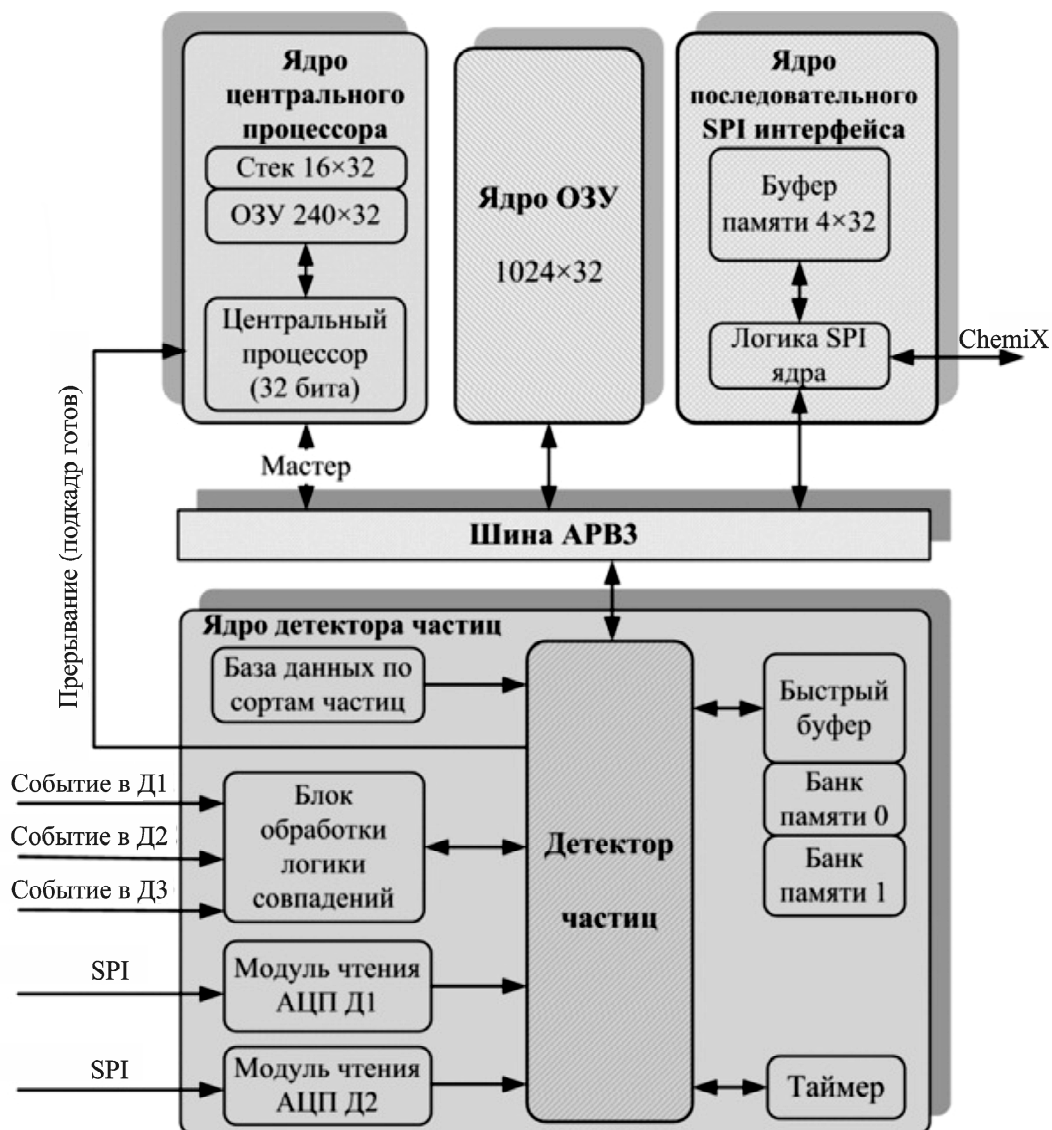 Ядро
центрального
процессора
Стек 16×32
ОЗУ 240×32
Центральный
процессор
(32 бита)
Ядро ОЗУ
1024×32
Ядро
последовательного
SPI интерфейса
Буфер
памяти 4×32
Логика SPI
ядра
ChemiX
Прерывание (подкадр готов)
Мастер
Шина APB3
Ядро детектора частиц
База данных по
сортам частиц
Событие в Д1
Событие в Д2
Событие в Д3
Блок
обработки
логики
совпадений
SPI
Модуль чтения
АЦП Д1
SPI
Модуль чтения
АЦП Д2
Детектор
частиц
Быстрый
буфер
Банк
памяти 0
Банк
памяти 1
Таймер